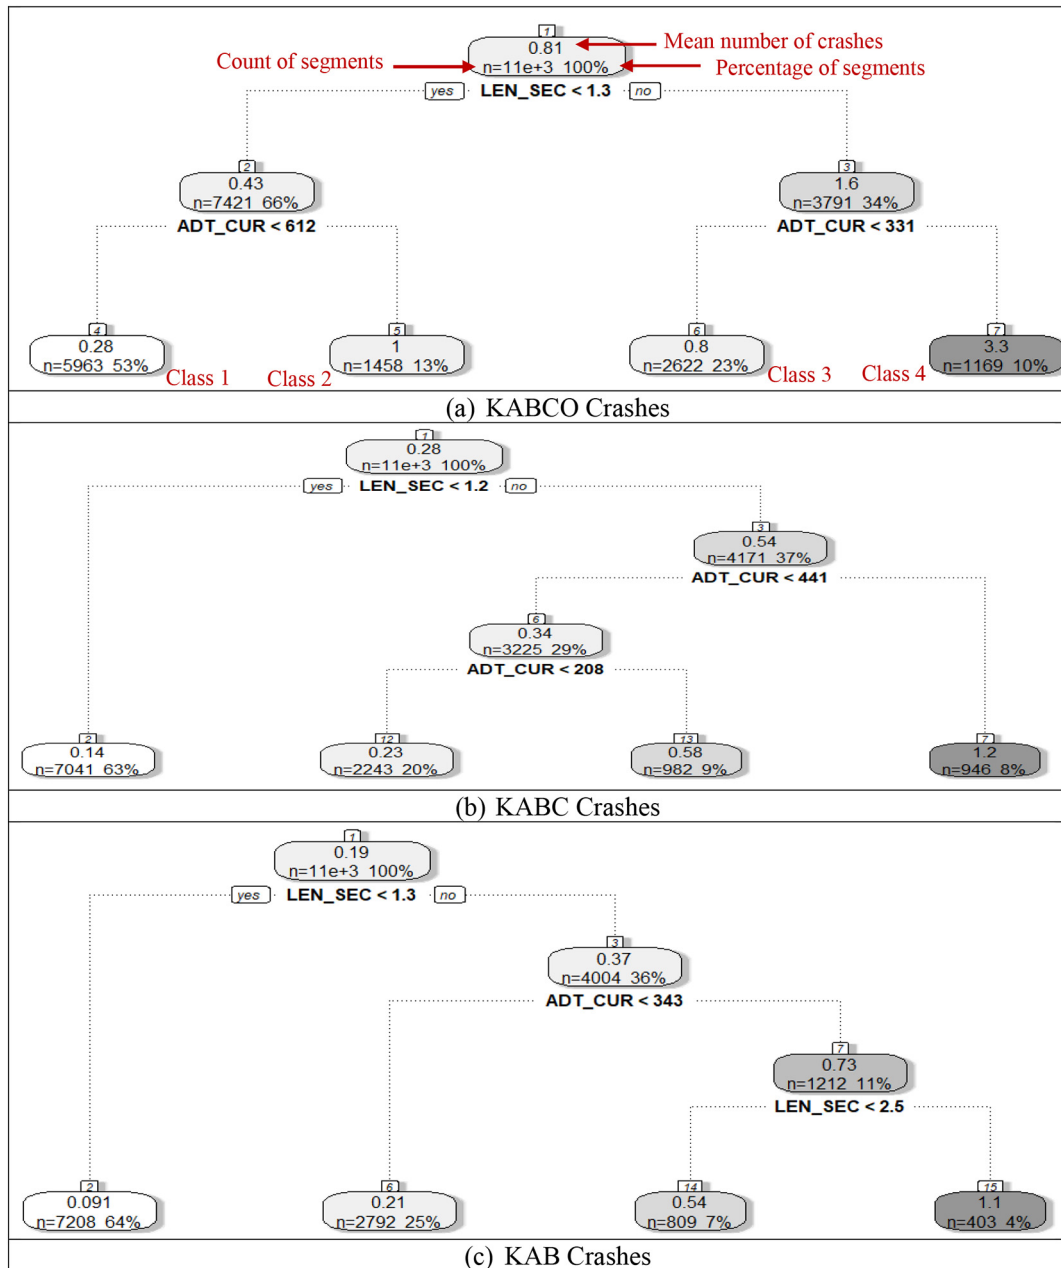 1
0.81
Mean number of crashes
Count of segments
n=11e+3 100%
Percentage of segments
yes LEN_SEC < 1.3 no
2
0.43
n=7421 66%
ADT_CUR < 612
3
1.6
n=3791 34%
ADT_CUR < 331
4
0.28
n=5963 53%
Class 1
5
1
n=1458 13%
Class 2
6
0.8
n=2622 23%
Class 3
7
3.3
n=1169 10%
Class 4
(a) KABCO Crashes
1
0.28
n=11e+3 100%
yes LEN_SEC < 1.2 no
3
0.54
n=4171 37%
ADT_CUR < 441
6
0.34
n=3225 29%
ADT_CUR < 208
2
0.14
n=7041 63%
12
0.23
n=2243 20%
13
0.58
n=982 9%
7
1.2
n=946 8%
(b) KABC Crashes
1
0.19
n=11e+3 100%
yes LEN_SEC < 1.3 no
3
0.37
n=4004 36%
ADT_CUR < 343
7
0.73
n=1212 11%
LEN_SEC < 2.5
2
0.091
n=7208 64%
6
0.21
n=2792 25%
14
0.54
n=809 7%
15
1.1
n=403 4%
(c) KAB Crashes